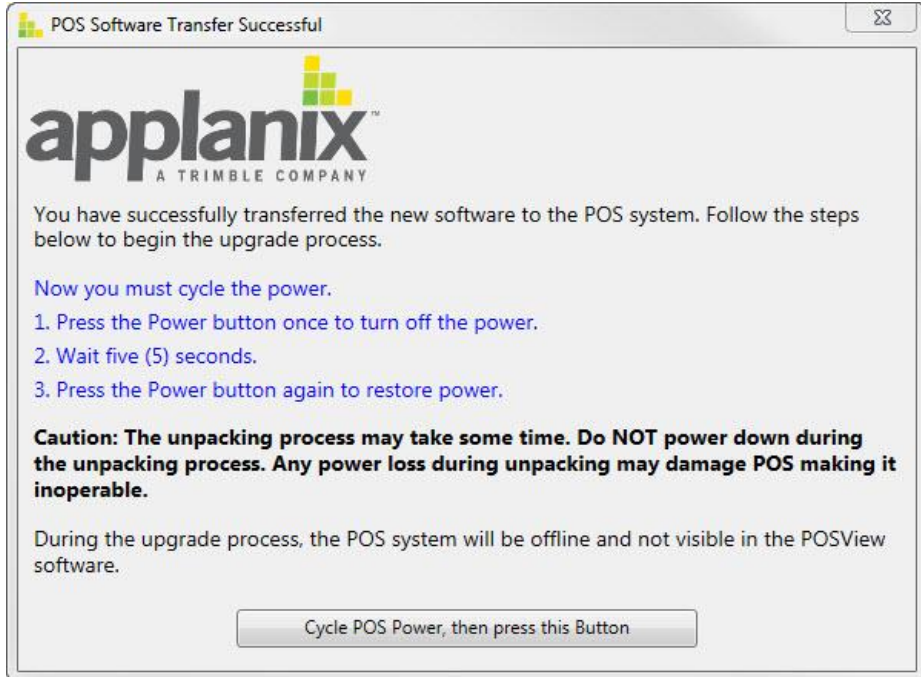 POS Software Transfer Successful
applanix™
A TRIMBLE COMPANY
You have successfully transferred the new software to the POS system. Follow the steps
below to begin the upgrade process.
Now you must cycle the power.
1. Press the Power button once to turn off the power.
2. Wait five (5) seconds.
3. Press the Power button again to restore power.
Caution: The unpacking process may take some time. Do NOT power down during
the unpacking process. Any power loss during unpacking may damage POS making it
inoperable.
During the upgrade process, the POS system will be offline and not visible in the POSView
software.
Cycle POS Power, then press this Button